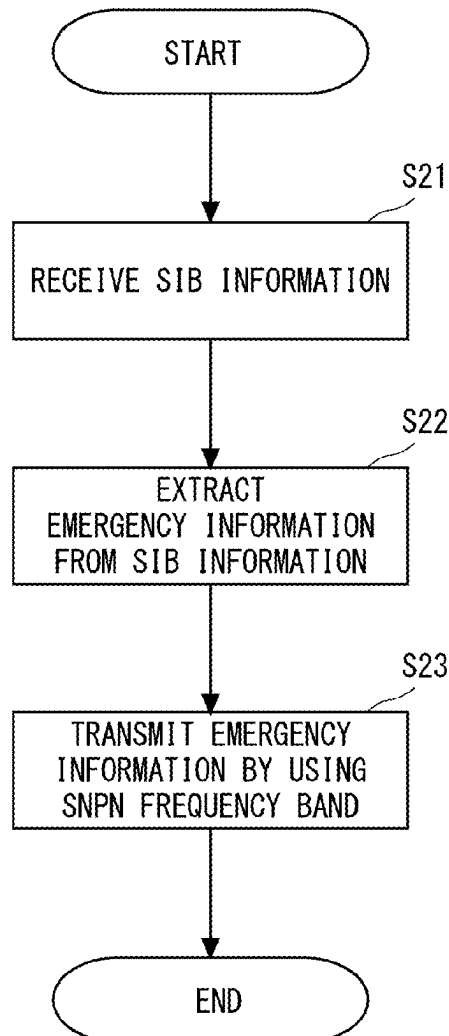 START
S21
RECEIVE SIB INFORMATION
S22
EXTRACT
EMERGENCY INFORMATION
FROM SIB INFORMATION
S23
TRANSMIT EMERGENCY
INFORMATION BY USING
SNPN FREQUENCY BAND
END